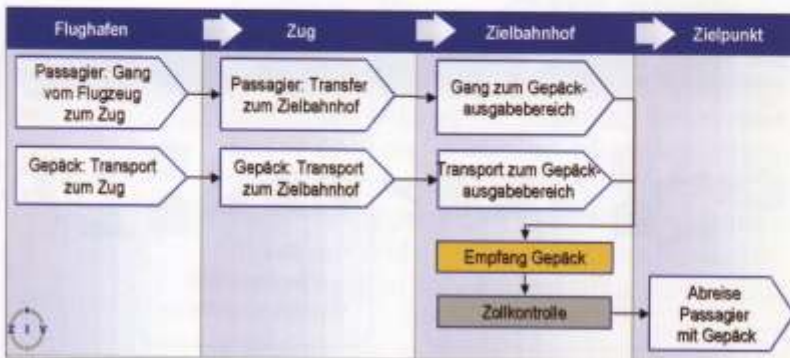 Flughafen
Zug
Zielbahnhof
Zielpunkt
Passagier: Gang
vom Flugzeug
zum Zug
Passagier: Transfer
zum Zielbahnhof
Gang zum Gepäck-
ausgabebereich
Gepäck: Transport
zum Zug
Gepäck: Transport
zum Zielbahnhof
Transport zum Gepäck-
ausgabebereich
Empfang Gepäck
Zollkontrolle
Abreise
Passagier
mit Gepäck
Z I V